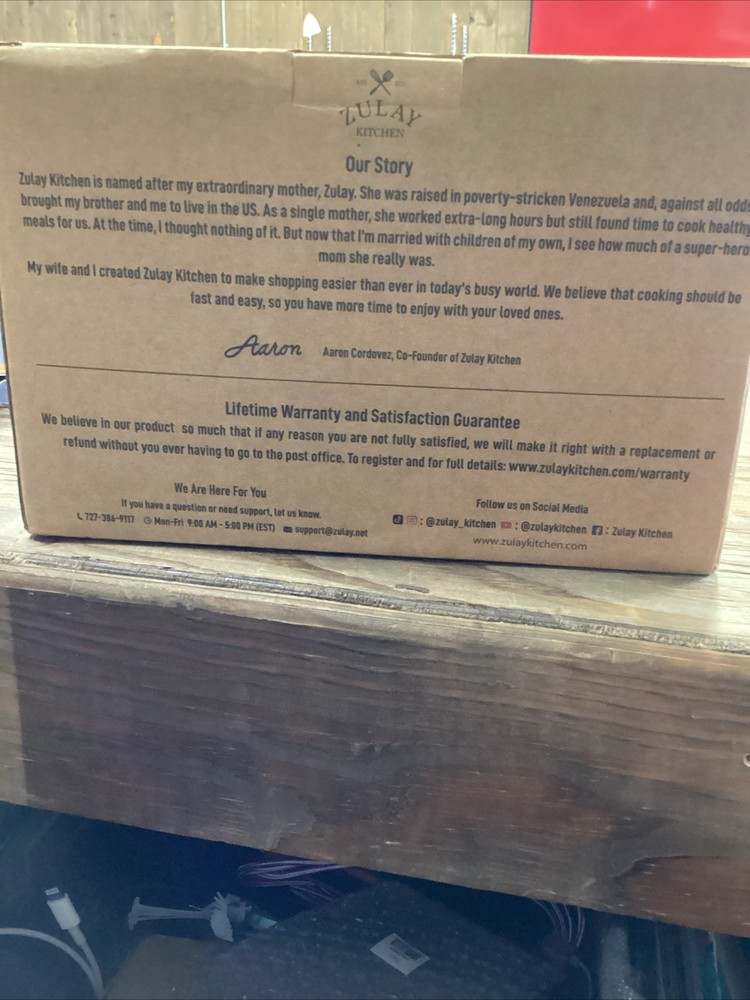 ZULAY
KITCHEN
Our Story
Zulay Kitchen is named after my extraordinary mother, Zulay. She was raised in poverty-stricken Venezuela and, against all odds
brought my brother and me to live in the US. As a single mother, she worked extra-long hours but still found time to cook healthy
meals for us. At the time, I thought nothing of it. But now that I'm married with children of my own, I see how much of a super-hero
mom she really was.
My wife and I created Zulay Kitchen to make shopping easier than ever in today's busy world. We believe that cooking should be
fast and easy, so you have more time to enjoy with your loved ones.
Aaron Aaron Cordovez, Co-Founder of Zulay Kitchen
Lifetime Warranty and Satisfaction Guarantee
We believe in our product so much that if any reason you are not fully satisfied, we will make it right with a replacement or
refund without you ever having to go to the post office. To register and for full details: www.zulaykitchen.com/warranty
We Are Here For You
If you have a question or need support, let us know.
727-386-9117 Mon-Fri 9:00 AM - 5:00 PM (EST) support@zulay.net
Follow us on Social Media
: @zulay_kitchen : @zulaykitchen : Zulay Kitchen
www.zulaykitchen.com